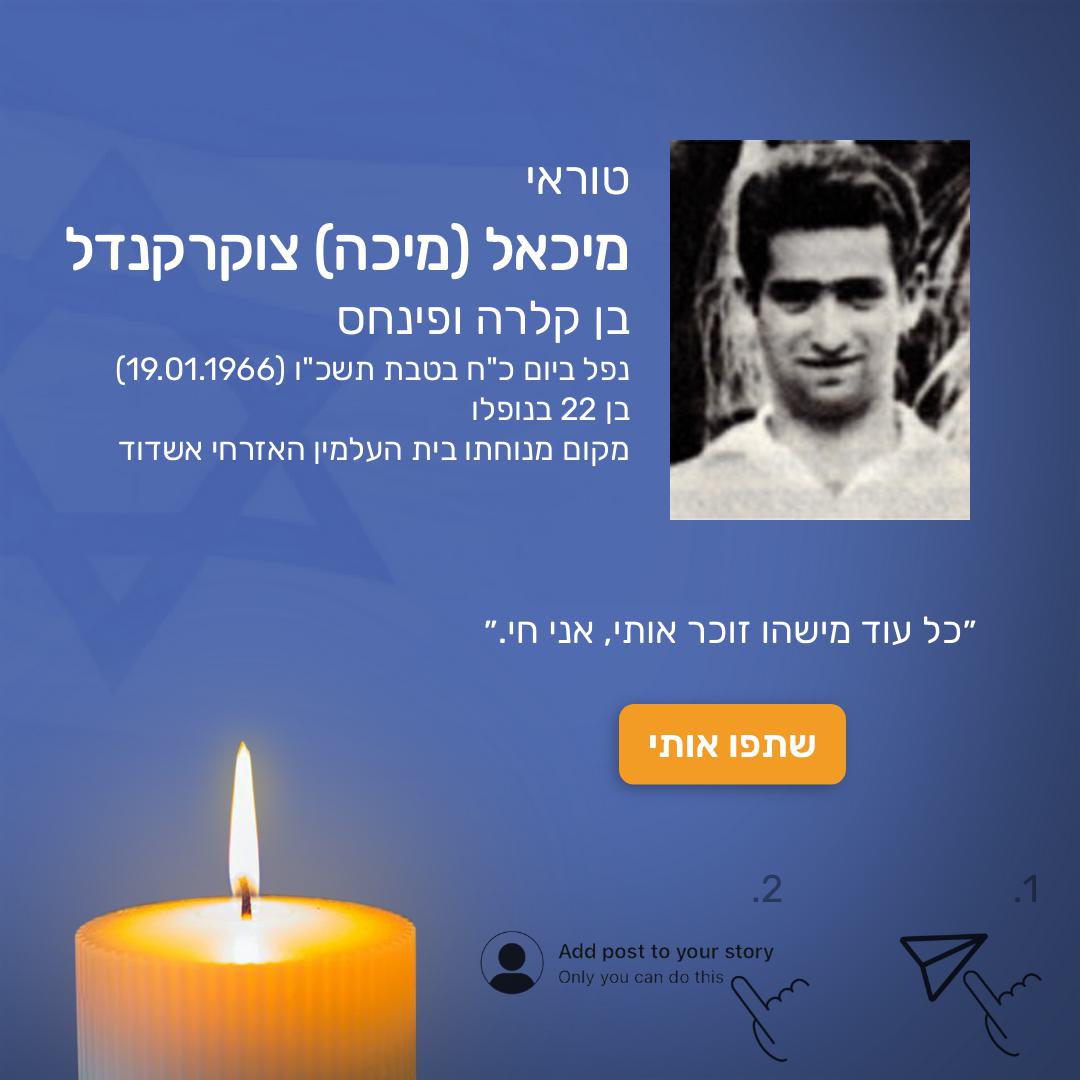 טוראי
מיכאל (מיכה) צוקרקנדל
בן קלרה ופינחס
נפל ביום כ"ח בטבת תשכ"ו (19.01.1966)
בן 22 בנופלו
מקום מנוחתו בית העלמין האזרחי אשדוד
״כל עוד מישהו זוכר אותי, אני חי.״
שתפו אותי
.1
.2
Add post to your story
Only you can do this